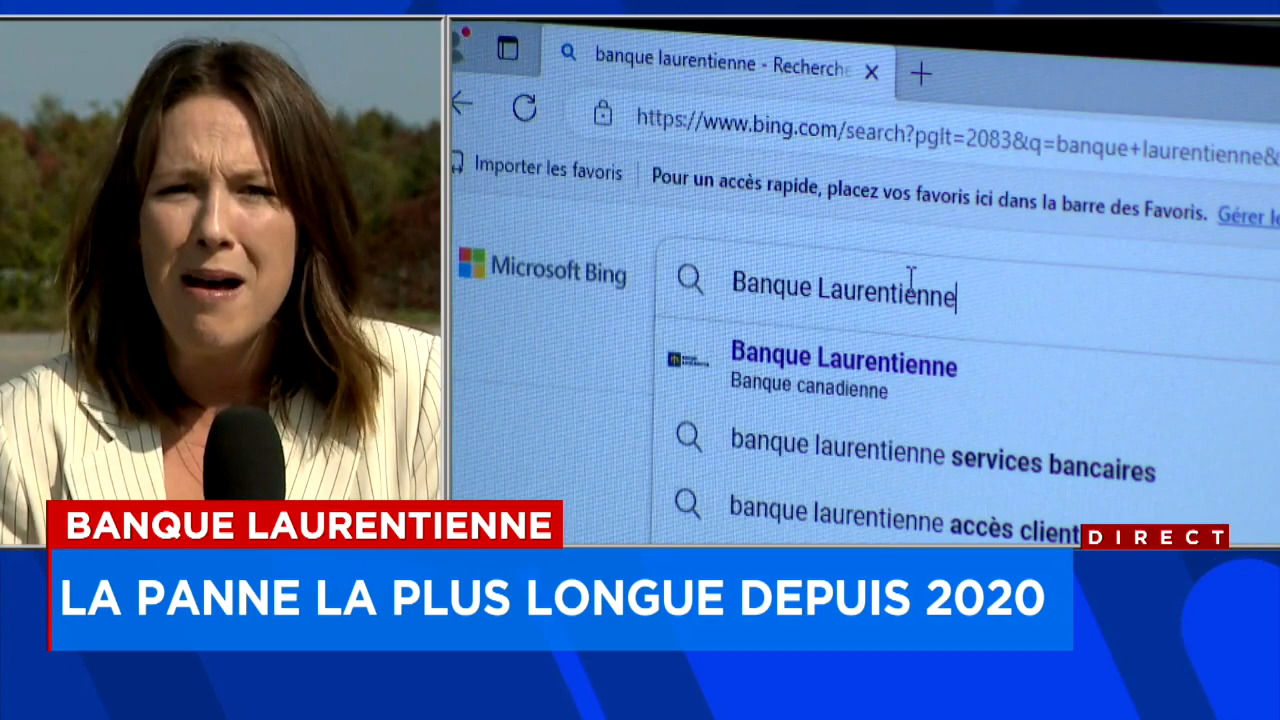 banque laurentienne - Recherche
https://www.bing.com/search?pglt=2083&q=banque+laurentienne&
Importer les favoris
Pour un accès rapide, placez vos favoris ici dans la barre des Favoris. Gérer
Microsoft Bing
Banque Laurentienne
Banque Laurentienne
Banque canadienne
banque laurentienne services bancaires
banque laurentienne accès client
DIRECT
BANQUE LAURENTIENNE
LA PANNE LA PLUS LONGUE DEPUIS 2020